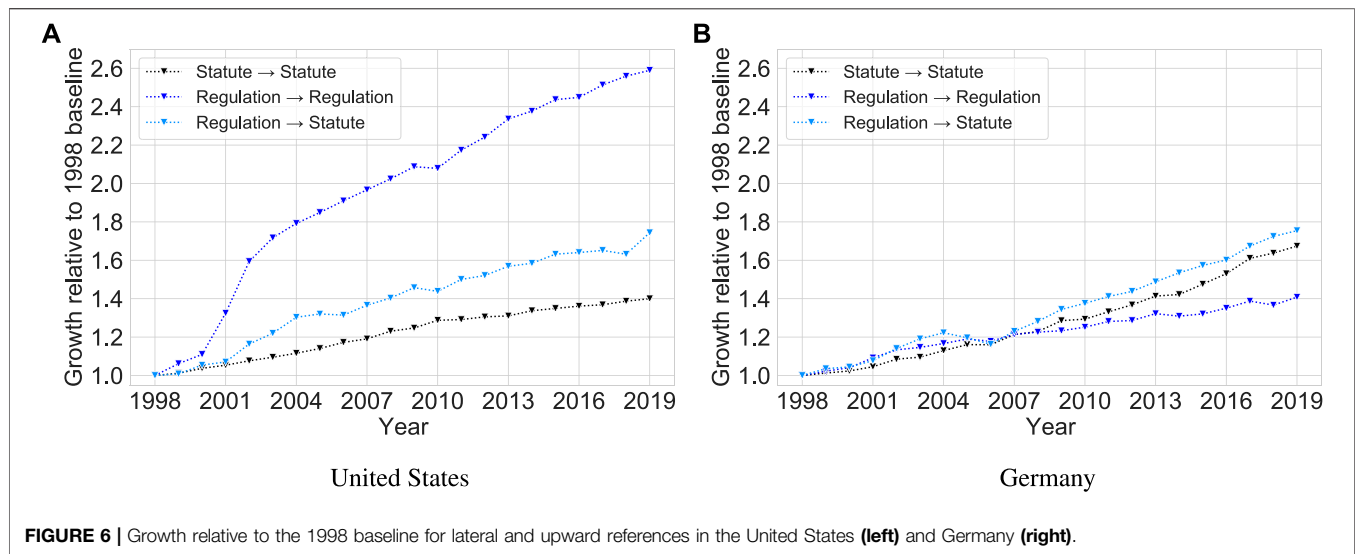 A
Growth relative to 1998 baseline
2.6
2.4
2.2
2.0
1.8
1.6
1.4
1.2
1.0
Statute → Statute
Regulation → Regulation
Regulation → Statute
1998 2001 2004 2007 2010 2013 2016 2019
Year
United States
B
Growth relative to 1998 baseline
2.6
2.4
2.2
2.0
1.8
1.6
1.4
1.2
1.0
Statute → Statute
Regulation → Regulation
Regulation → Statute
1998 2001 2004 2007 2010 2013 2016 2019
Year
Germany
FIGURE 6 | Growth relative to the 1998 baseline for lateral and upward references in the United States (left) and Germany (right).